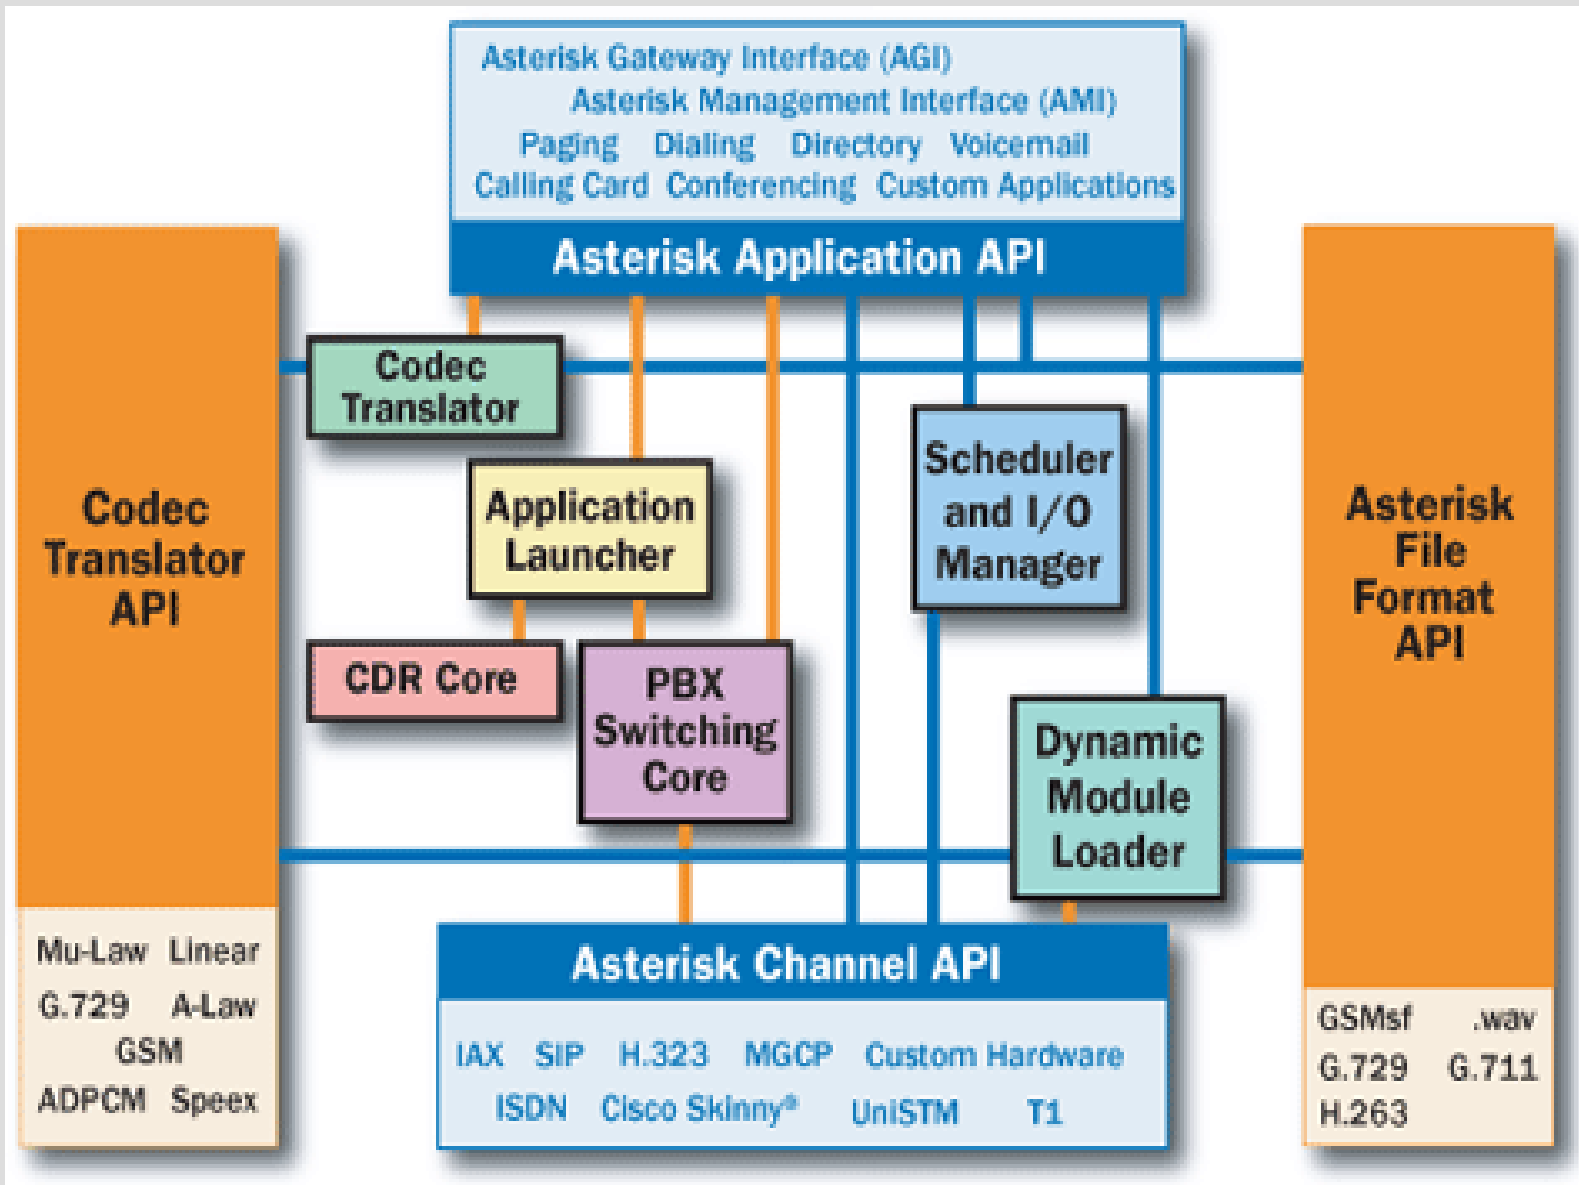 Asterisk Gateway Interface (AGI)
Asterisk Management Interface (AMI)
Paging Dialing Directory Voicemail
Calling Card Conferencing Custom Applications
Asterisk Application API
Codec
Translator
API
Mu-Law Linear
G.729 A-Law
GSM
ADPCM Speex
Codec
Translator
Application
Launcher
CDR Core
PBX
Switching
Core
Scheduler
and I/O
Manager
Dynamic
Module
Loader
Asterisk Channel API
IAX SIP H.323 MGCP Custom Hardware
ISDN Cisco Skinny® UniSTM T1
Asterisk
File
Format
API
GSMsf .wav
G.729 G.711
H.263